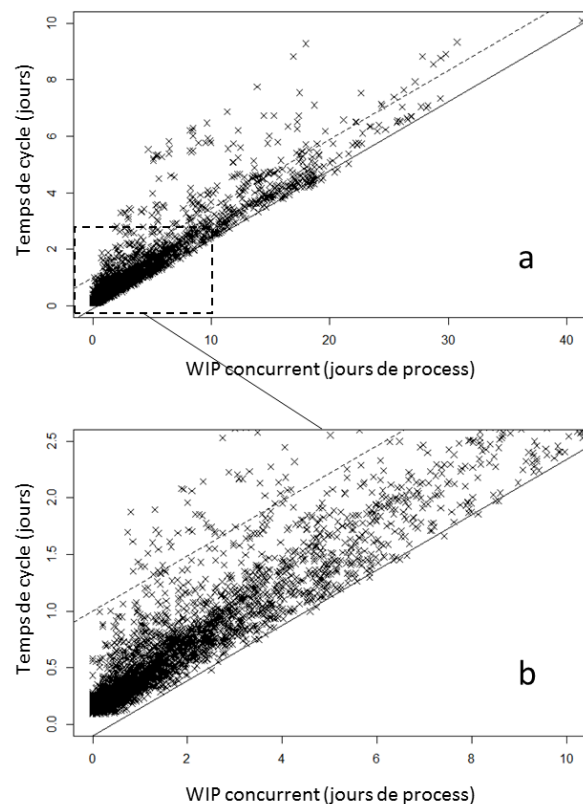 10
8
6
4
2
0
Temps de cycle (jours)
a
0 10 20 30 40
WIP concurrent (jours de process)
2.5
2.0
1.5
1.0
0.5
0.0
Temps de cycle (jours)
b
0 2 4 6 8 10
WIP concurrent (jours de process)